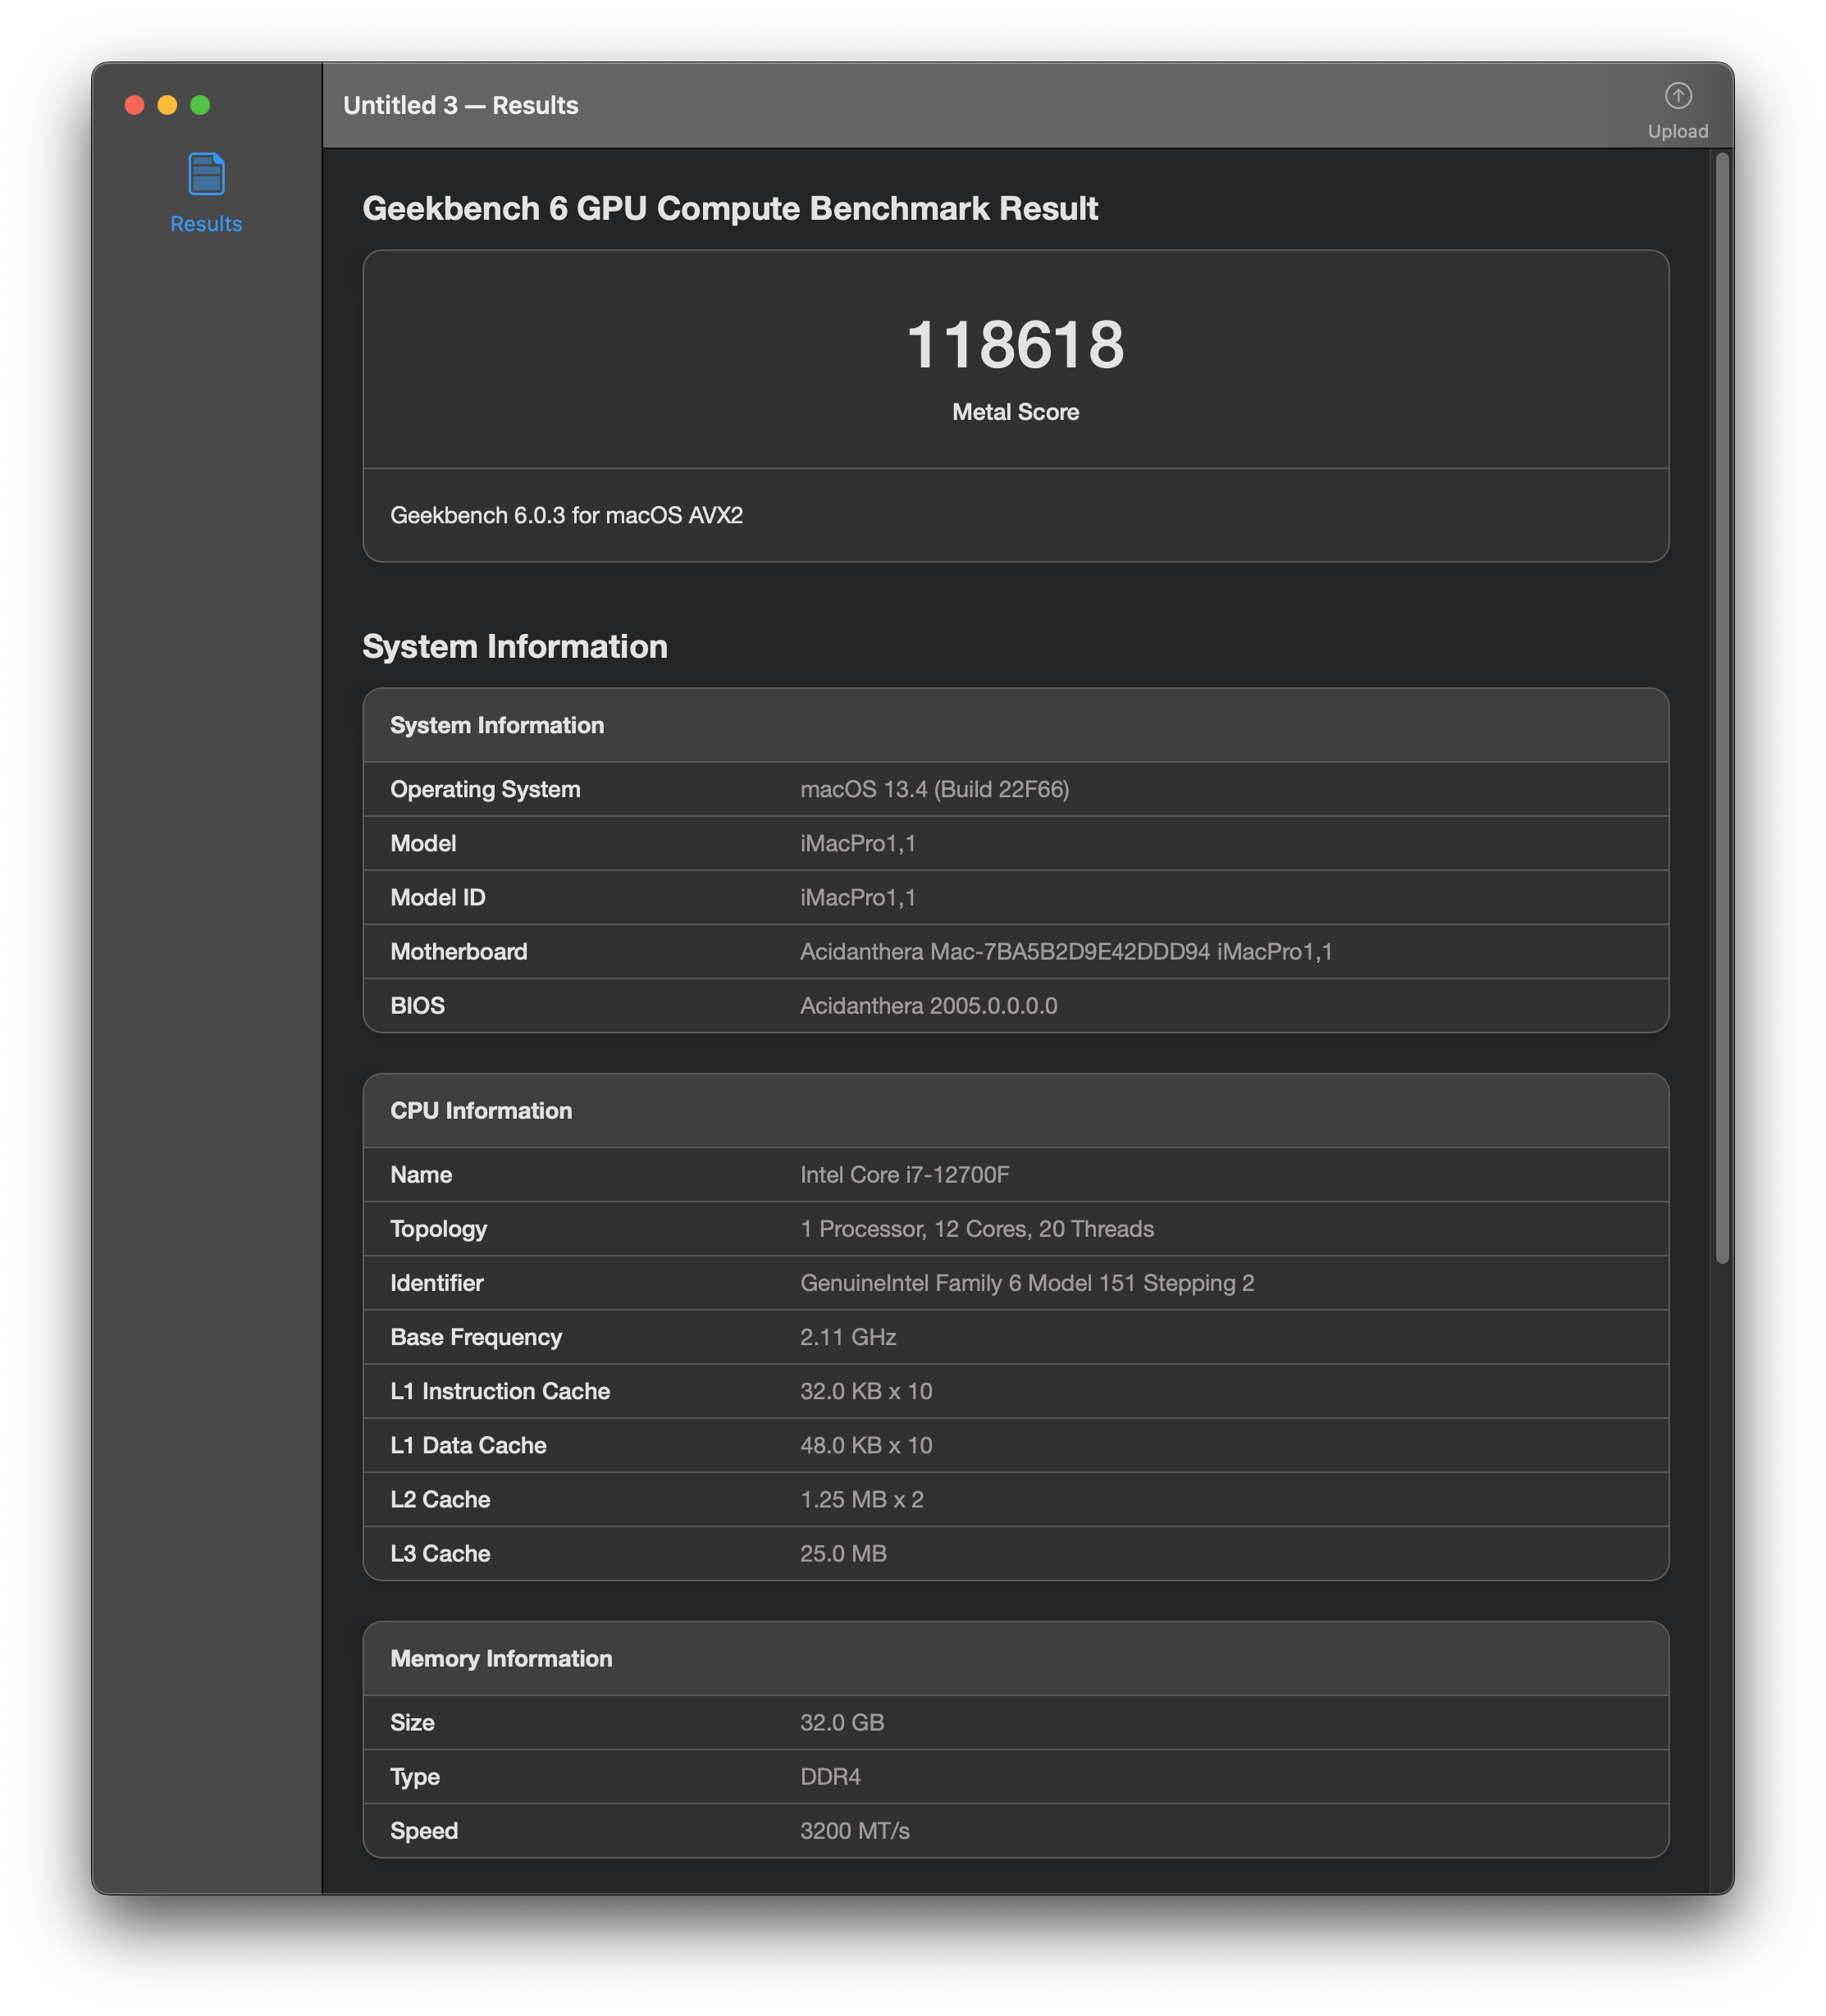 Untitled 3 — Results
Upload
Results
Geekbench 6 GPU Compute Benchmark Result
118618
Metal Score
Geekbench 6.0.3 for macOS AVX2
System Information
System Information
Operating System macOS 13.4 (Build 22F66)
Model iMacPro1,1
Model ID iMacPro1,1
Motherboard Acidanthera Mac-7BA5B2D9E42DDD94 iMacPro1,1
BIOS Acidanthera 2005.0.0.0.0
CPU Information
Name Intel Core i7-12700F
Topology 1 Processor, 12 Cores, 20 Threads
Identifier GenuineIntel Family 6 Model 151 Stepping 2
Base Frequency 2.11 GHz
L1 Instruction Cache 32.0 KB x 10
L1 Data Cache 48.0 KB x 10
L2 Cache 1.25 MB x 2
L3 Cache 25.0 MB
Memory Information
Size 32.0 GB
Type DDR4
Speed 3200 MT/s